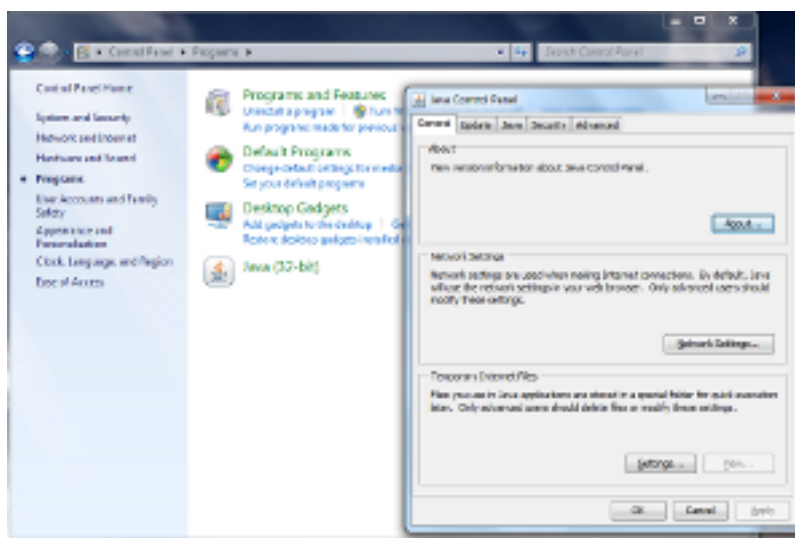 Control Panel ▸ Programs ▸
Search Control Panel
Control Panel Home
System and Security
Network and Internet
Hardware and Sound
Programs
User Accounts and Family
Safety
Appearance and
Personalization
Clock, Language, and Region
Ease of Access
Programs and Features
Uninstall a program
Run programs made for previous
Default Programs
Change default settings for media
Set your default programs
Desktop Gadgets
Add gadgets to the desktop
Restore desktop gadgets installed
Java (32-bit)
Java Control Panel
General Update Java Security Advanced
About
View version information about Java Control Panel.
About...
Network Settings
Network settings are used when making Internet connections. By default, Java
will use the network settings in your web browser. Only advanced users should
modify these settings.
Network Settings...
Temporary Internet Files
Files you use in Java applications are stored in a special folder for quick execution
later. Only advanced users should delete files or modify these settings.
Settings... View...
OK Cancel Apply